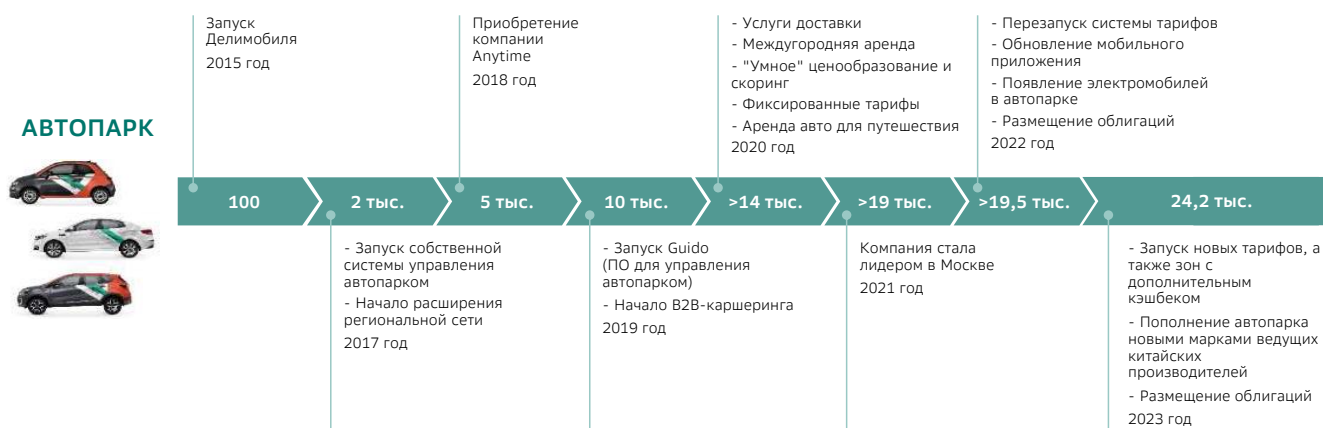 Запуск
Делимобиля
2015 год
Приобретение
компании
Anytime
2018 год
- Услуги доставки
- Междугородняя аренда
- "Умное" ценообразование и
скоринг
- Фиксированные тарифы
- Аренда авто для путешествия
2020 год
- Перезапуск системы тарифов
- Обновление мобильного
приложения
- Появление электромобилей
в автопарке
- Размещение облигаций
2022 год
АВТОПАРК
100
2 тыс.
5 тыс.
10 тыс.
>14 тыс.
>19 тыс.
>19,5 тыс.
24,2 тыс.
- Запуск собственной
системы управления
автопарком
- Начало расширения
региональной сети
2017 год
- Запуск Guido
(ПО для управления
автопарком)
- Начало B2B-каршеринга
2019 год
Компания стала
лидером в Москве
2021 год
- Запуск новых тарифов, а
также зон с
дополнительным
кэшбеком
- Пополнение автопарка
новыми марками ведущих
китайских
производителей
- Размещение облигаций
2023 год